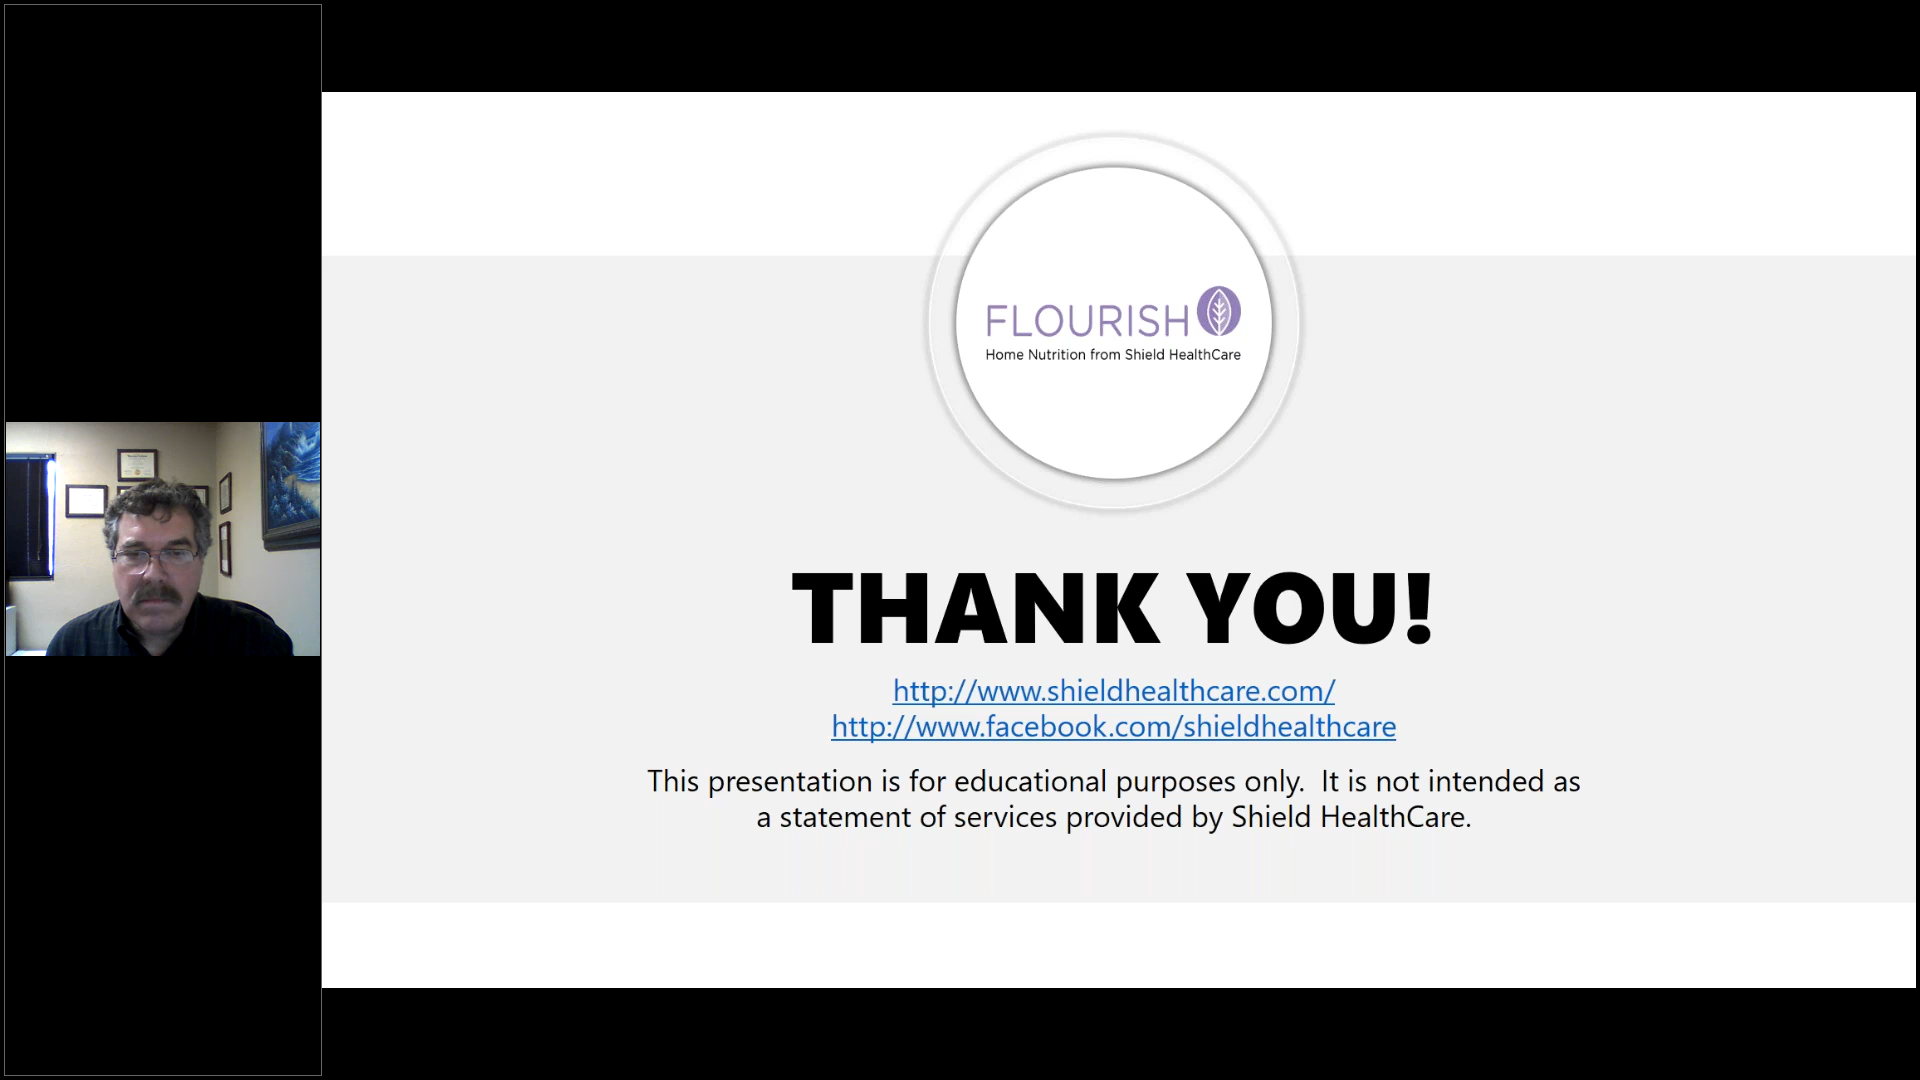 FLOURISH
Home Nutrition from Shield HealthCare
THANK YOU!
http://www.shieldhealthcare.com/
http://www.facebook.com/shieldhealthcare
This presentation is for educational purposes only.  It is not intended as
a statement of services provided by Shield HealthCare.